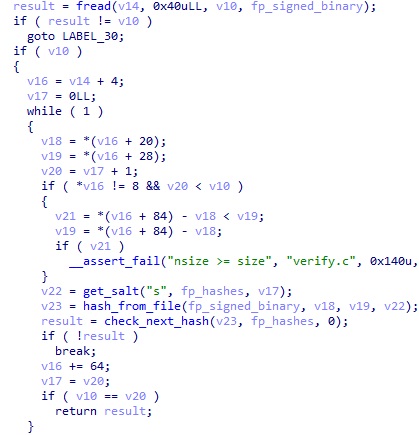 result = fread(v14, 0x40uLL, v10, fp_signed_binary);
if ( result != v10 )
goto LABEL_30;
if ( v10 )
{
v16 = v14 + 4;
v17 = 0LL;
while ( 1 )
{
v18 = *(v16 + 20);
v19 = *(v16 + 28);
v20 = v17 + 1;
if ( *v16 != 8 && v20 < v10 )
{
v21 = *(v16 + 84) - v18 < v19;
v19 = *(v16 + 84) - v18;
if ( v21 )
__assert_fail("nsize >= size", "verify.c", 0x140u,
}
v22 = get_salt("s", fp_hashes, v17);
v23 = hash_from_file(fp_signed_binary, v18, v19, v22);
result = check_next_hash(v23, fp_hashes, 0);
if ( !result )
break;
v16 += 64;
v17 = v20;
if ( v10 == v20 )
return result;
}